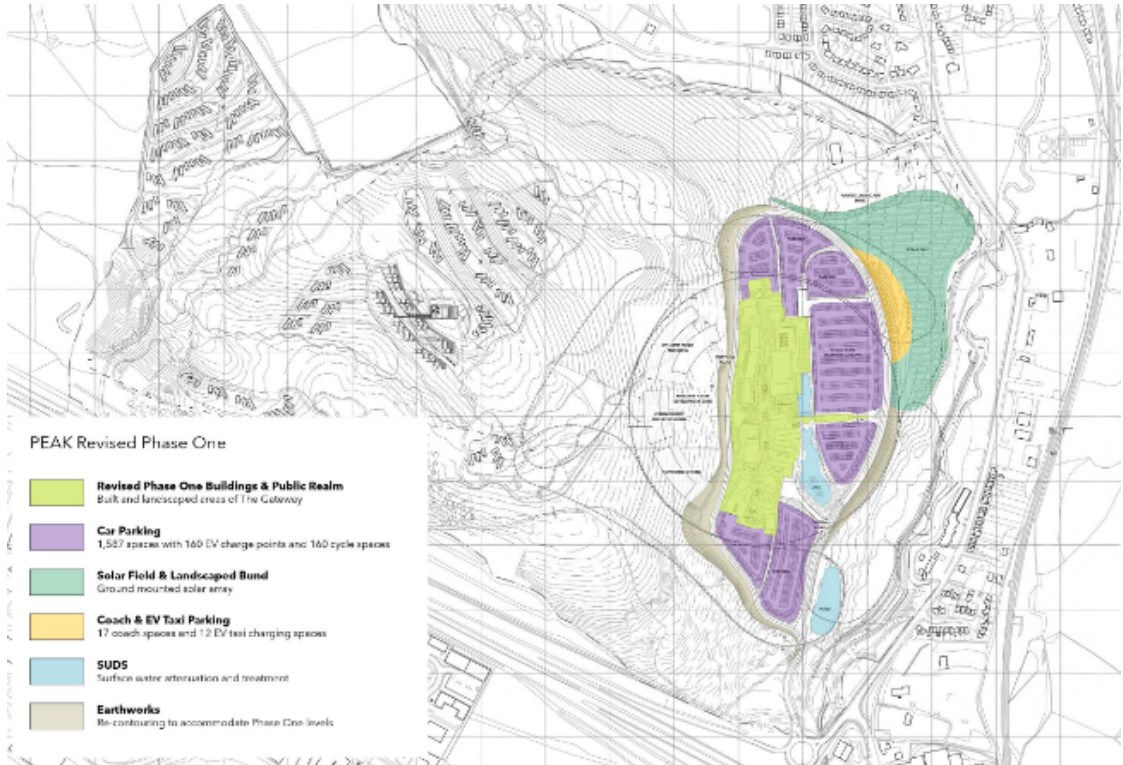 PEAK Revised Phase One
Revised Phase One Buildings & Public Realm
Built and landscaped areas of The Gateway
Car Parking
1,587 spaces with 160 EV charge points and 160 cycle spaces
Solar Field & Landscaped Bund
Ground mounted solar array
Coach & EV Taxi Parking
17 coach spaces and 12 EV taxi charging spaces
SUDS
Surface water attenuation and treatment
Earthworks
Re-contouring to accommodate Phase One levels